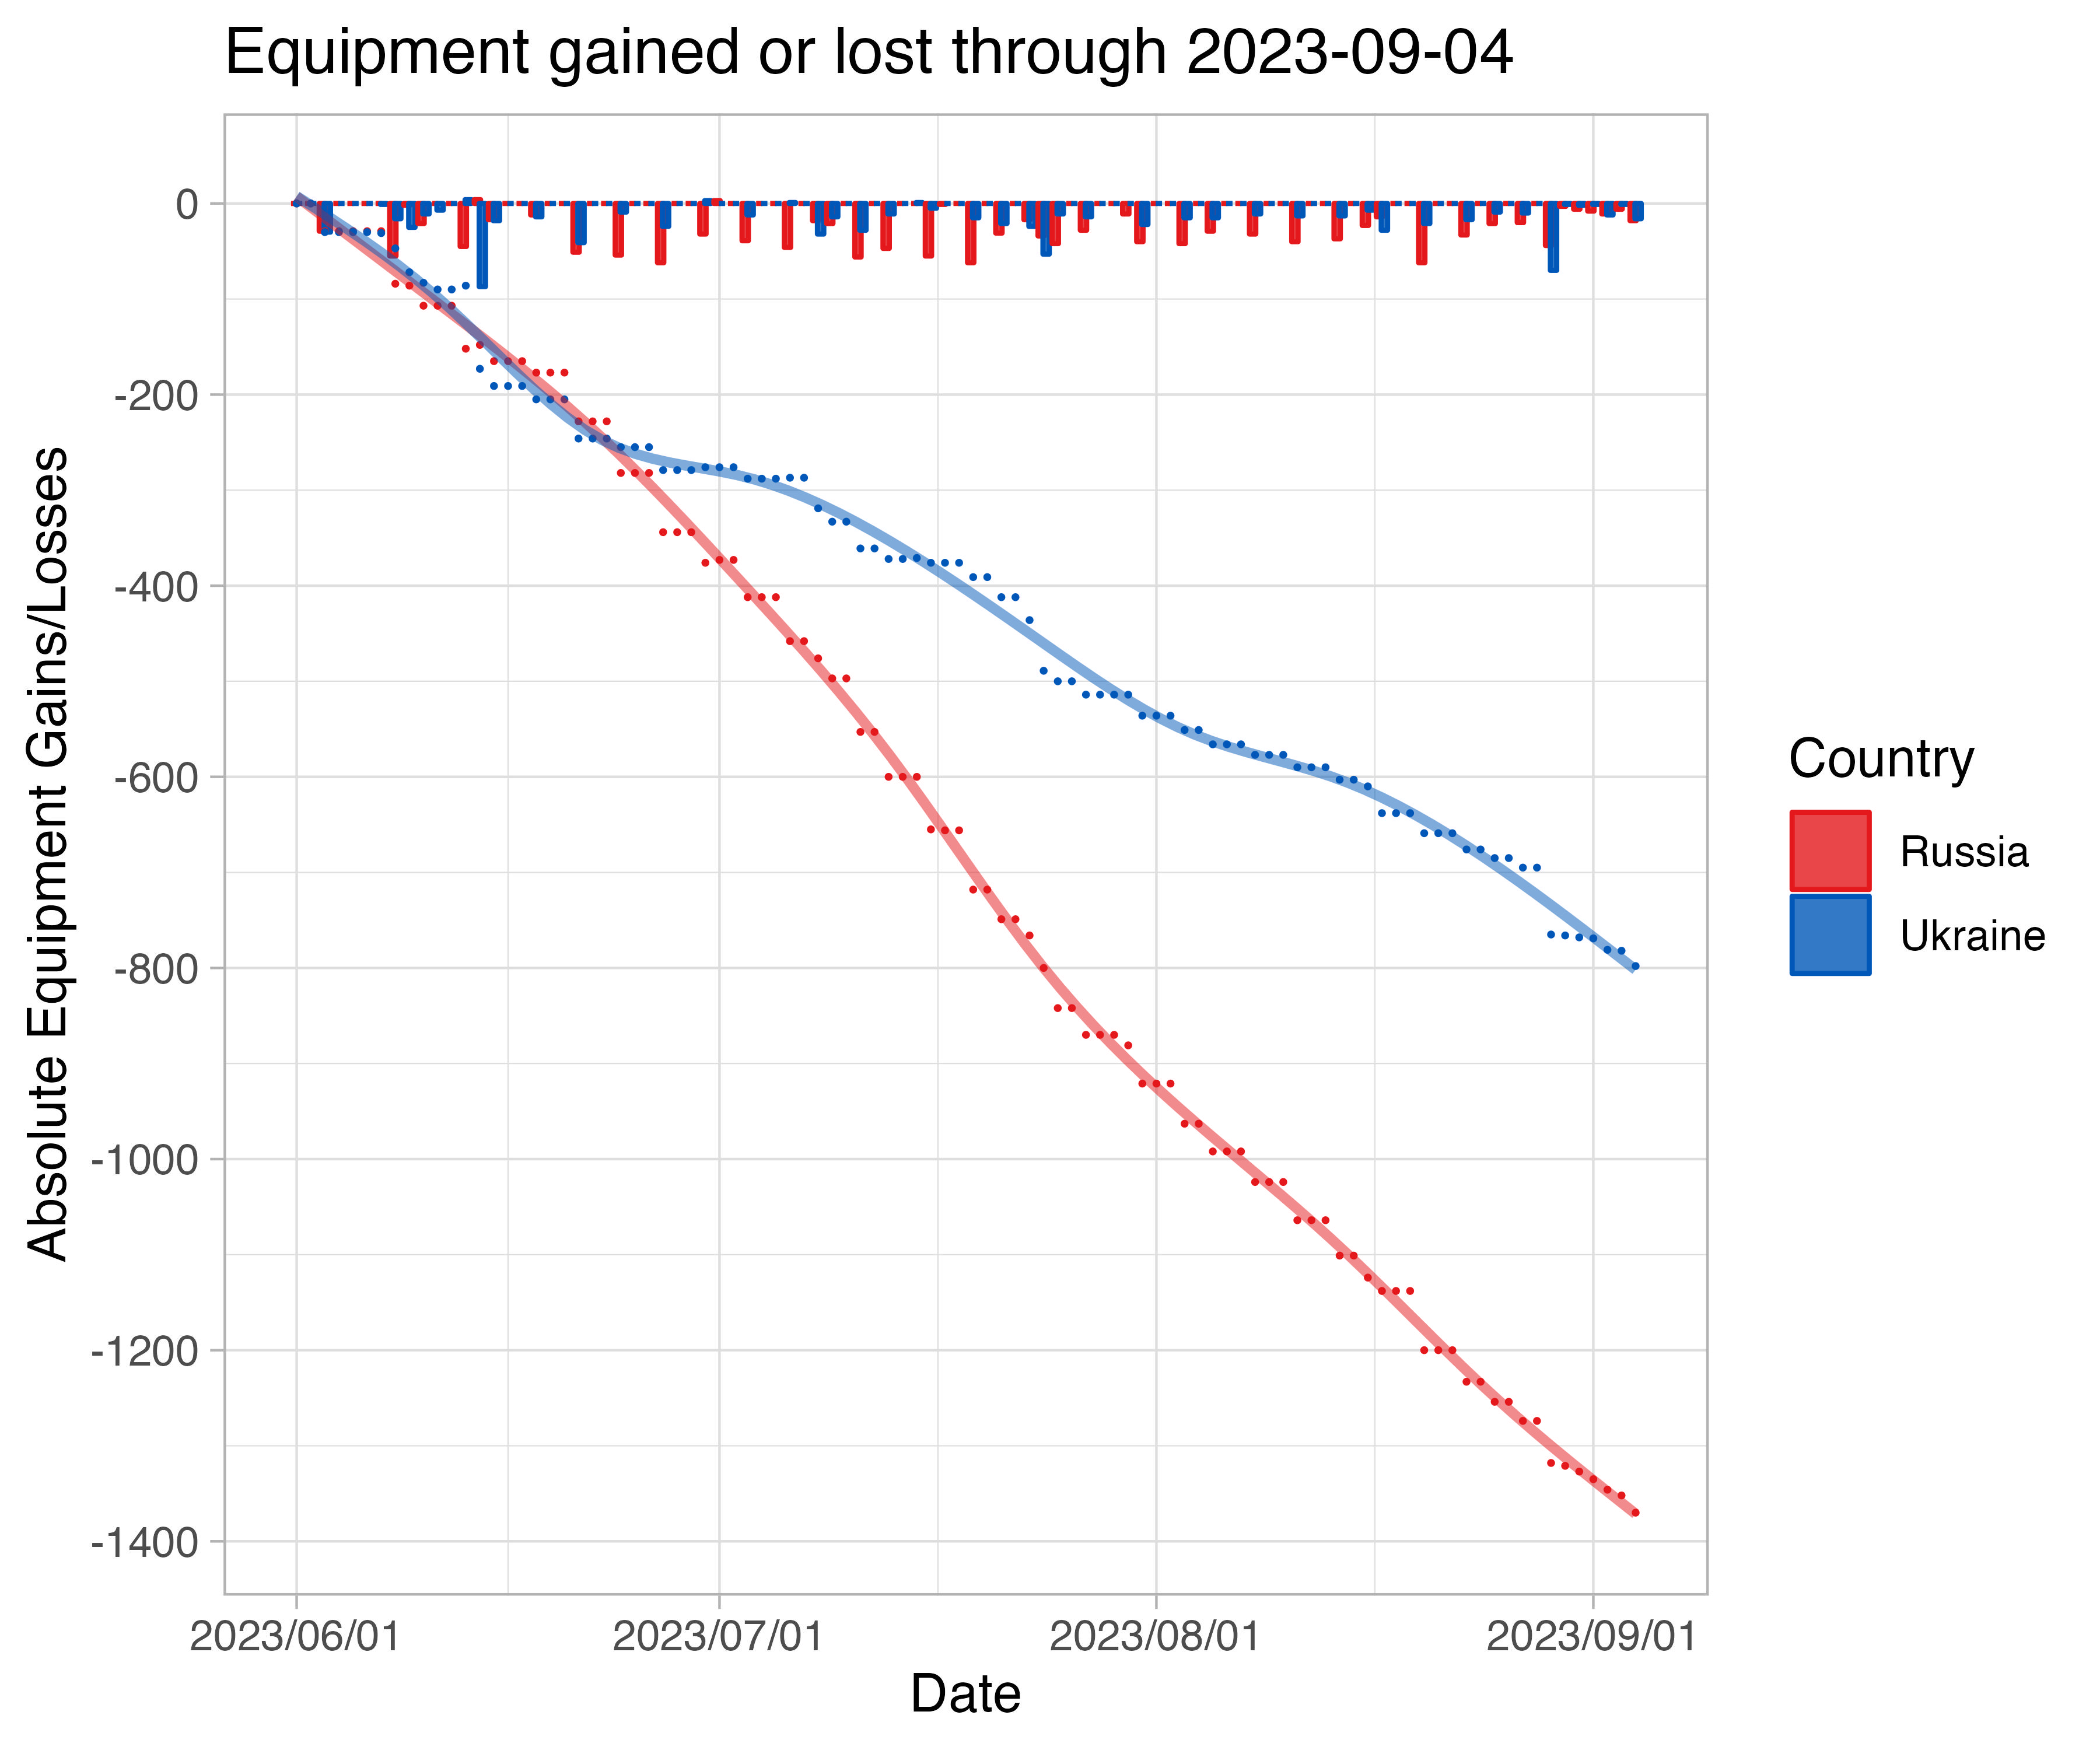 Equipment gained or lost through 2023-09-04
Absolute Equipment Gains/Losses
0
-200
-400
-600
-800
-1000
-1200
-1400
2023/06/01
2023/07/01
2023/08/01
2023/09/01
Date
Country
Russia
Ukraine